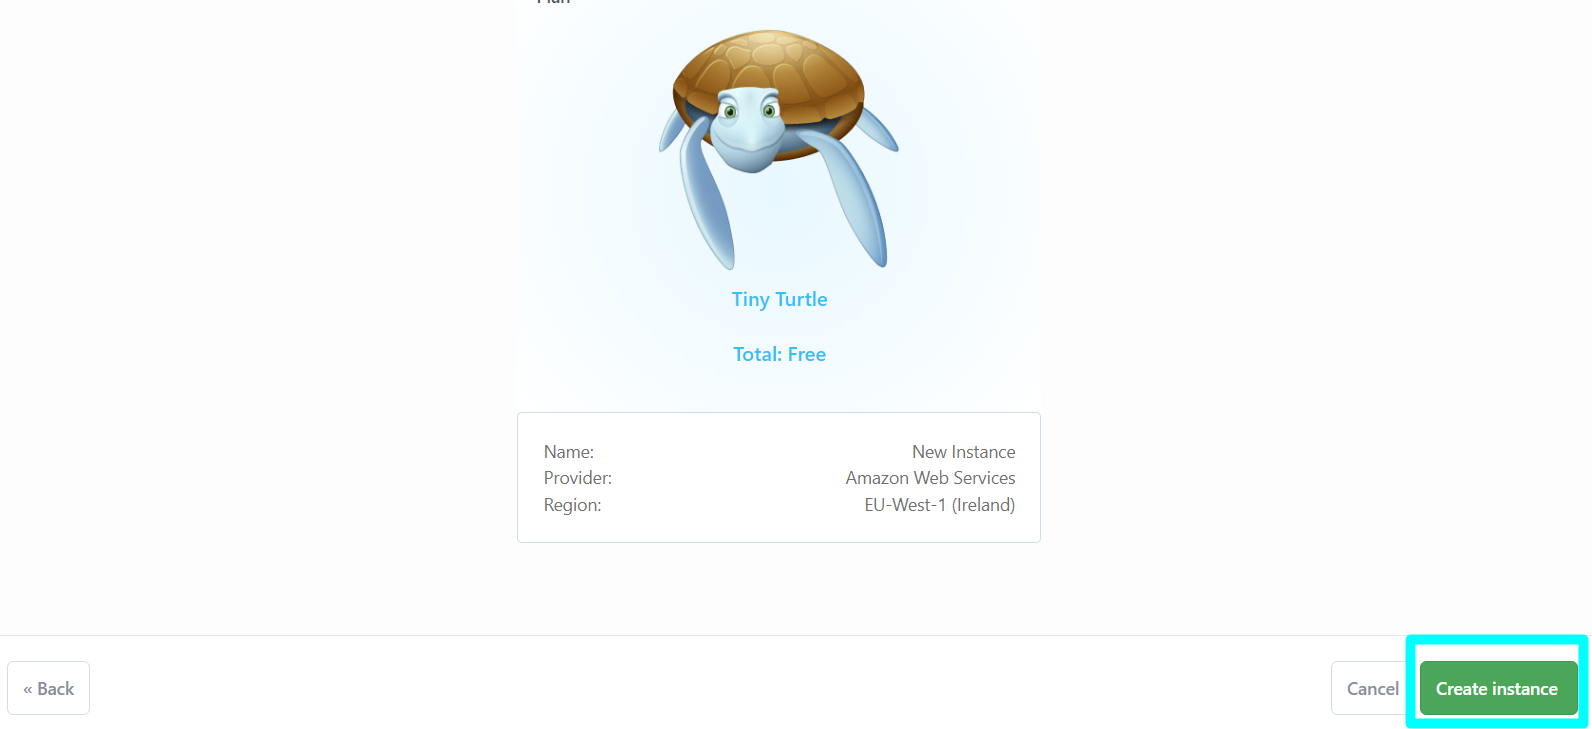 Plan
Tiny Turtle
Total: Free
Name: New Instance
Provider: Amazon Web Services
Region: EU-West-1 (Ireland)
« Back
Cancel
Create instance